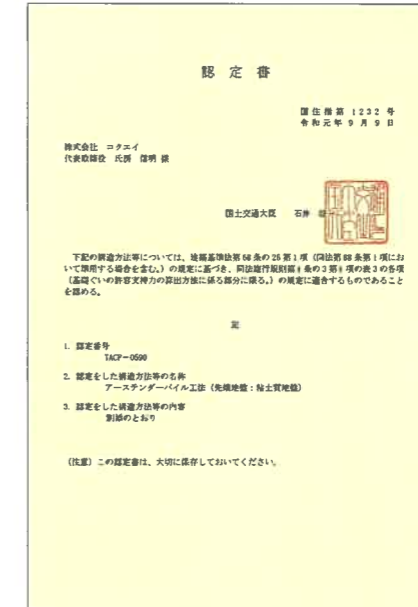 認定書
国住指第1232号
令和元年9月9日
株式会社 コクエイ
代表取締役 氏房 信明 様
国土交通大臣 石井
下記の構造方法等については、建築基準法第68条の25第1項（同法第88条第1項にお
いて準用する場合を含む。）の規定に基づき、同法施行規則第1条の3第1項の表3の各項
（基礎ぐいの許容支持力の算出方法に係る部分に限る。）の規定に適合するものであること
を認める。
記
1. 認定番号
TACP-0590
2. 認定をした構造方法等の名称
アーステンダーパイル工法（先端地盤：粘土質地盤）
3. 認定をした構造方法等の内容
別添のとおり
（注意）この認定書は、大切に保存しておいてください。